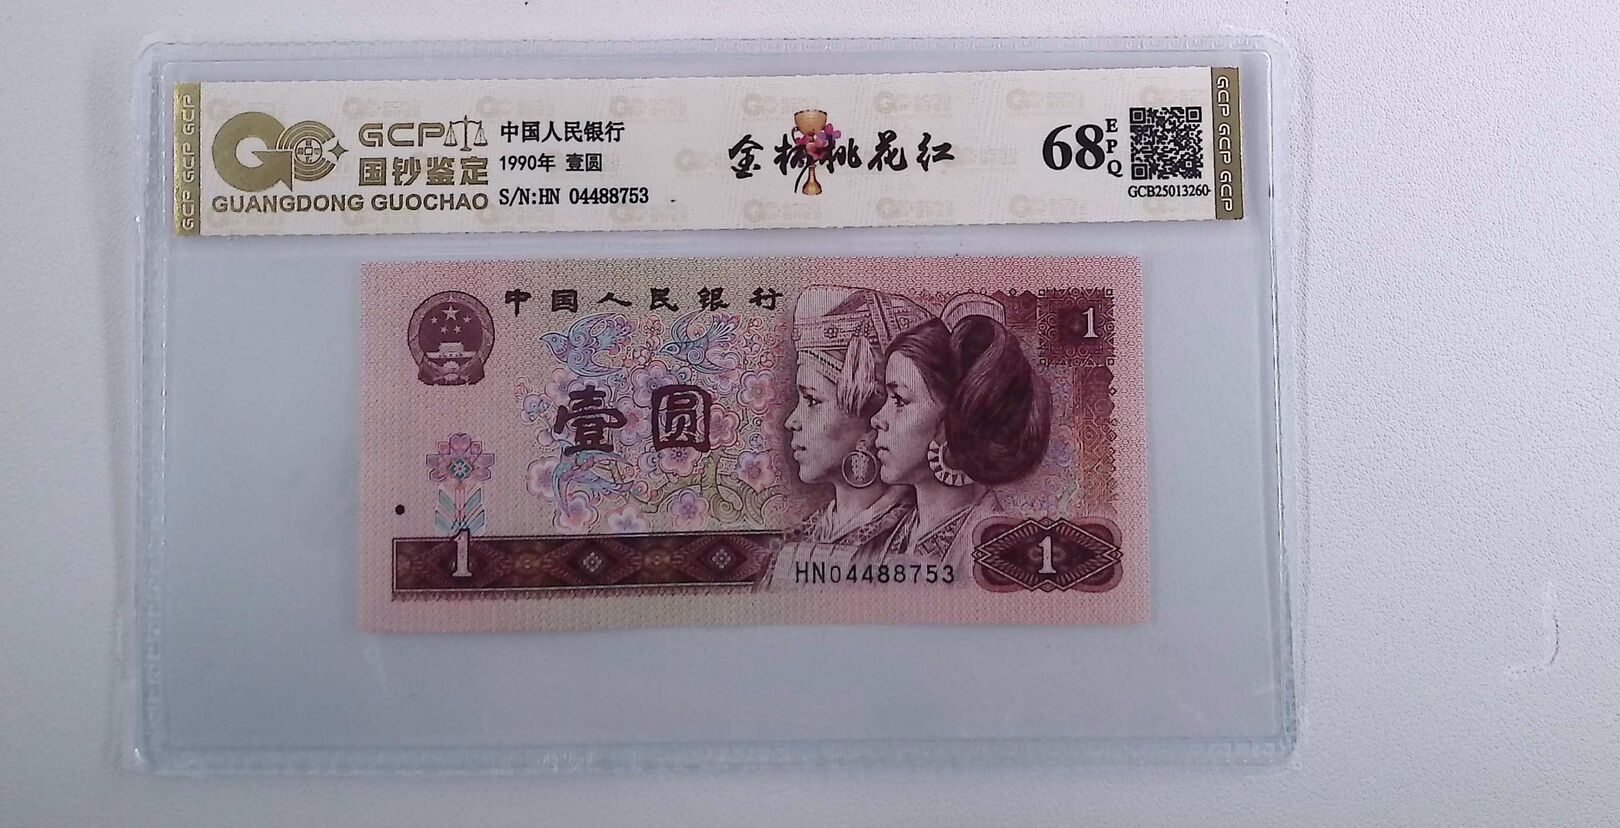 GCP GCP GCP
GCP
国钞鉴定
GUANGDONG GUOCHAO
中国人民银行
1990年 壹圆
S/N:HN 04488753
金杯桃花红
68
EPQ
GCB25013260
GCP GCP GCP
中国人民银行
1
壹圆
1
HN04488753
1